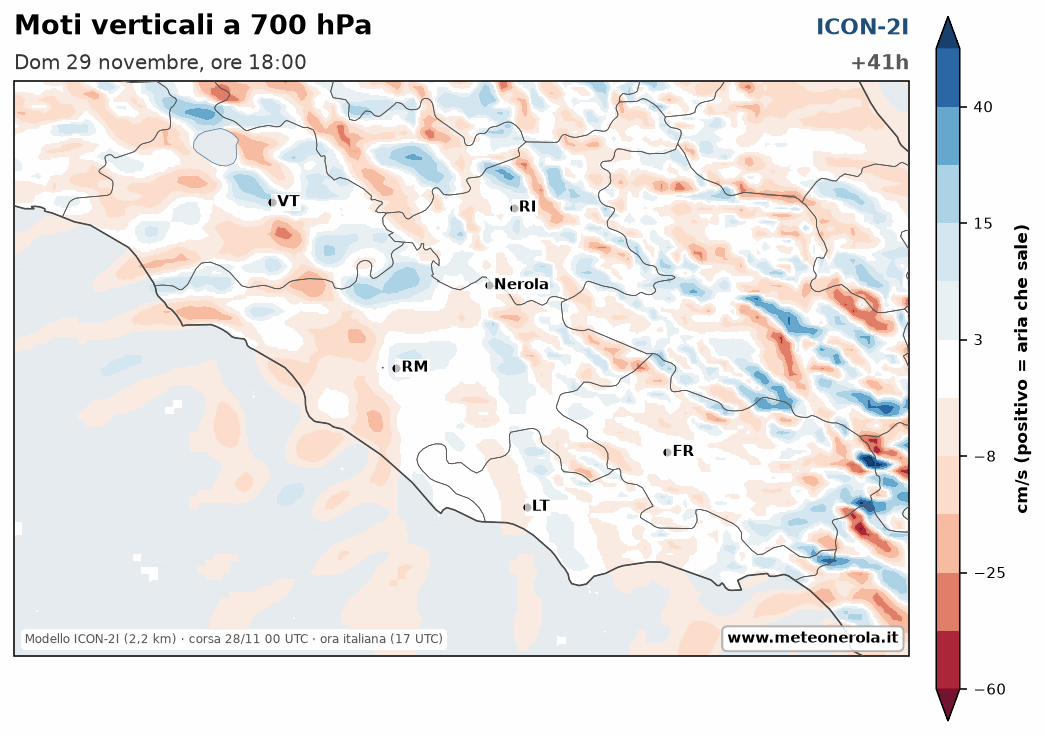 Moti verticali a 700 hPa
ICON-2I
Dom 29 novembre, ore 18:00
+41h
VT
RI
Nerola
RM
FR
LT
Modello ICON-2I (2,2 km) · corsa 28/11 00 UTC · ora italiana (17 UTC)
www.meteonerola.it
40
15
3
−8
−25
−60
cm/s (positivo = aria che sale)